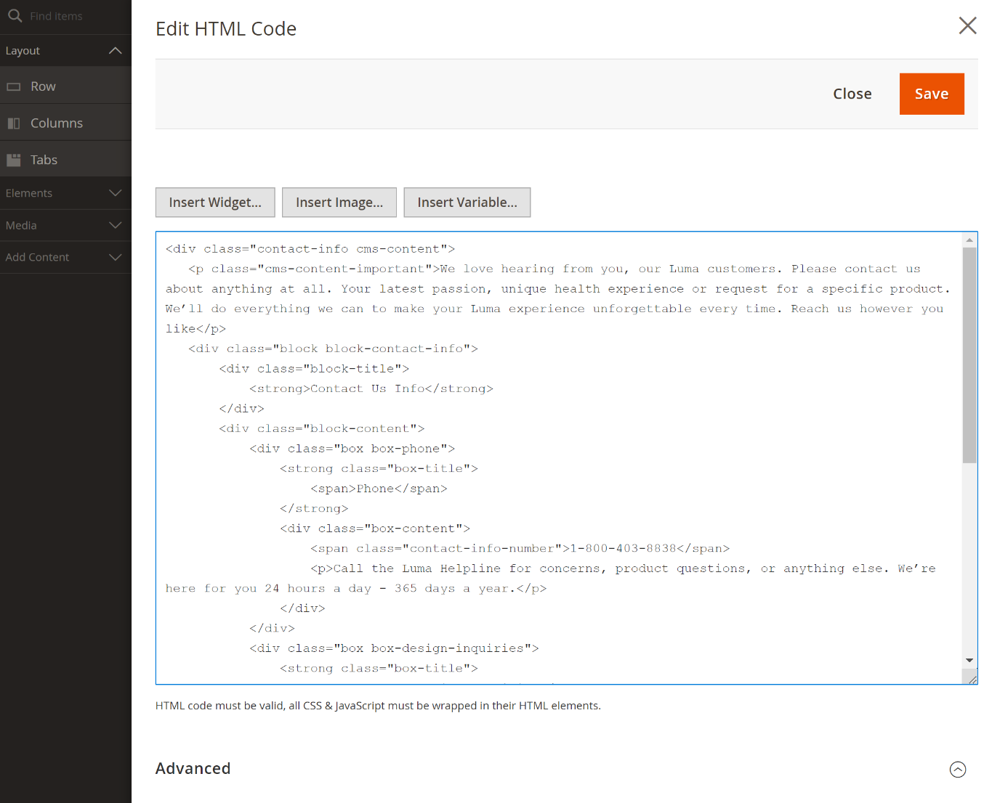 Find items
Layout
Row
Columns
Tabs
Elements
Media
Add Content
Edit HTML Code
Close
Save
Insert Widget...
Insert Image...
Insert Variable...
<div class="contact-info cms-content">
<p class="cms-content-important">We love hearing from you, our Luma customers. Please contact us
about anything at all. Your latest passion, unique health experience or request for a specific product.
We’ll do everything we can to make your Luma experience unforgettable every time. Reach us however you
like</p>
<div class="block block-contact-info">
<div class="block-title">
<strong>Contact Us Info</strong>
</div>
<div class="block-content">
<div class="box box-phone">
<strong class="box-title">
<span>Phone</span>
</strong>
<div class="box-content">
<span class="contact-info-number">1-800-403-8838</span>
<p>Call the Luma Helpline for concerns, product questions, or anything else. We’re
here for you 24 hours a day - 365 days a year.</p>
</div>
</div>
<div class="box box-design-inquiries">
<strong class="box-title">
HTML code must be valid, all CSS & JavaScript must be wrapped in their HTML elements.
Advanced